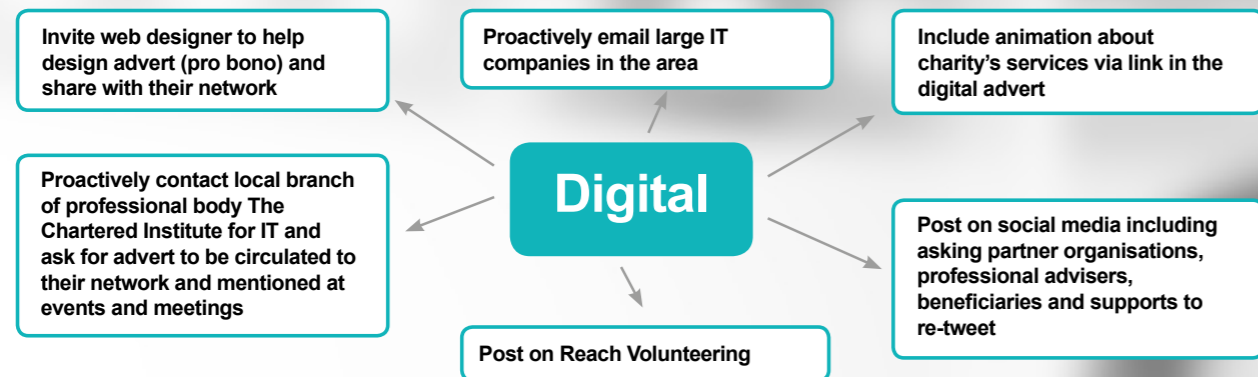 Invite web designer to help
design advert (pro bono) and
share with their network
Proactively email large IT
companies in the area
Include animation about
charity’s services via link in the
digital advert
Digital
Proactively contact local branch
of professional body The
Chartered Institute for IT and
ask for advert to be circulated to
their network and mentioned at
events and meetings
Post on social media including
asking partner organisations,
professional advisers,
beneficiaries and supports to
re-tweet
Post on Reach Volunteering